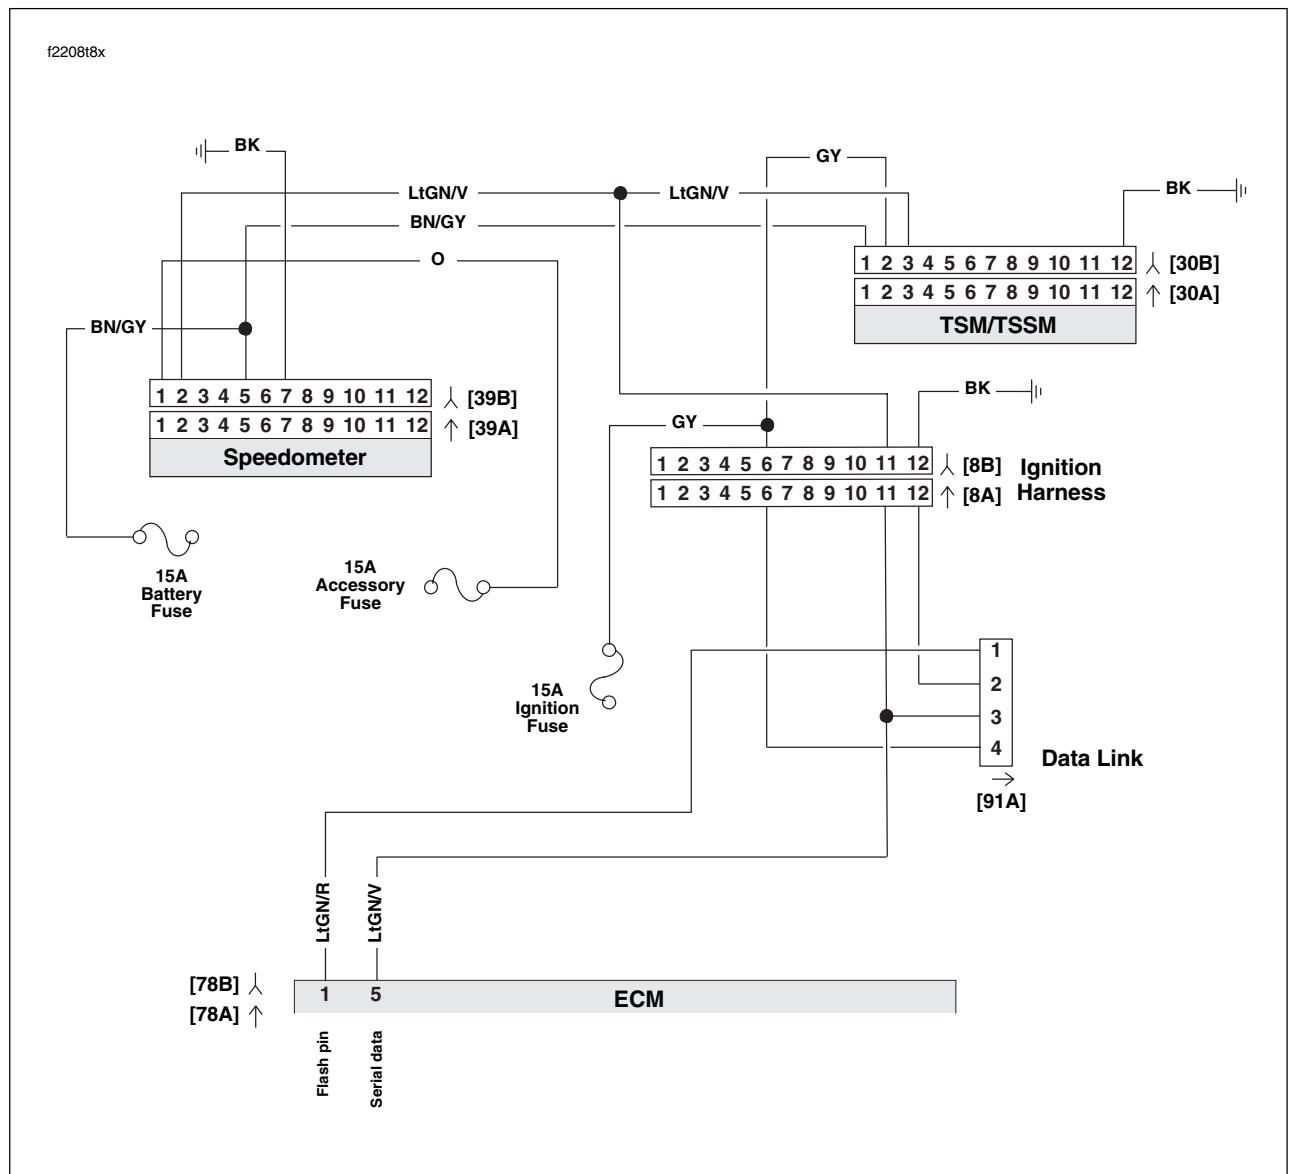 f2208t8x
BK
GY
LtGN/V
LtGN/V
BK
BN/GY
O
1 2 3 4 5 6 7 8 9 10 11 12 [30B]
1 2 3 4 5 6 7 8 9 10 11 12 [30A]
TSM/TSSM
BN/GY
1 2 3 4 5 6 7 8 9 10 11 12 [39B]
1 2 3 4 5 6 7 8 9 10 11 12 [39A]
Speedometer
BK
GY
1 2 3 4 5 6 7 8 9 10 11 12 [8B]
1 2 3 4 5 6 7 8 9 10 11 12 [8A]
Ignition
Harness
15A
Battery
Fuse
15A
Accessory
Fuse
15A
Ignition
Fuse
1
2
3
4
Data Link
[91A]
LtGN/R
LtGN/V
[78B]
[78A]
1 5 ECM
Flash pin
Serial data